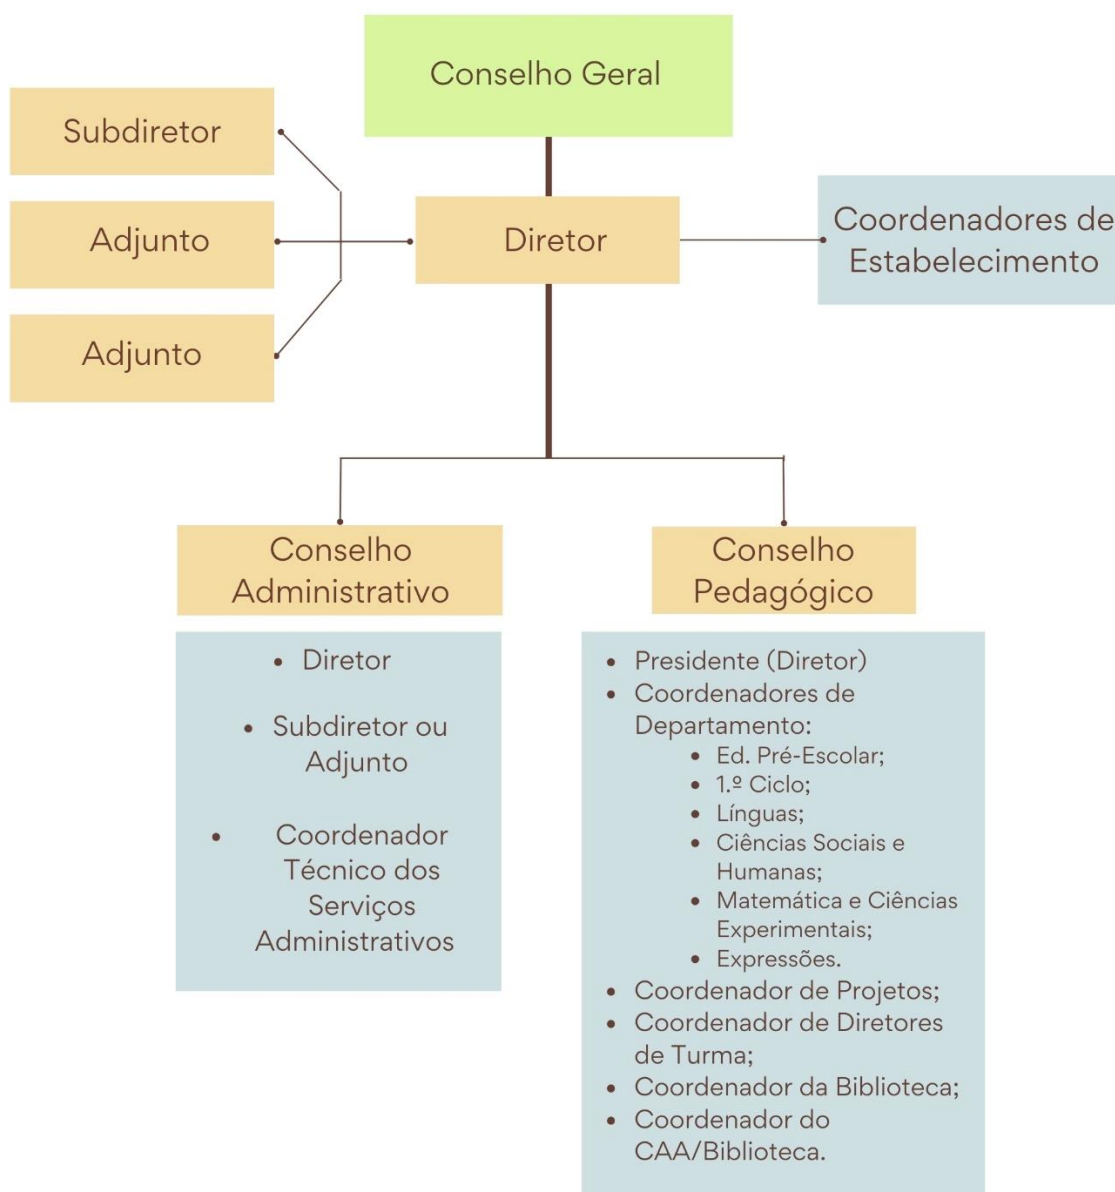 Conselho Geral
Subdiretor
Adjunto
Adjunto
Diretor
Coordenadores de
Estabelecimento
Conselho
Administrativo
• Diretor
• Subdiretor ou
Adjunto
• Coordenador
Técnico dos
Serviços
Administrativos
Conselho
Pedagógico
• Presidente (Diretor)
• Coordenadores de
Departamento:
• Ed. Pré-Escolar;
• 1.º Ciclo;
• Línguas;
• Ciências Sociais e
Humanas;
• Matemática e Ciências
Experimentais;
• Expressões.
• Coordenador de Projetos;
• Coordenador de Diretores
de Turma;
• Coordenador da Biblioteca;
• Coordenador do
CAA/Biblioteca.